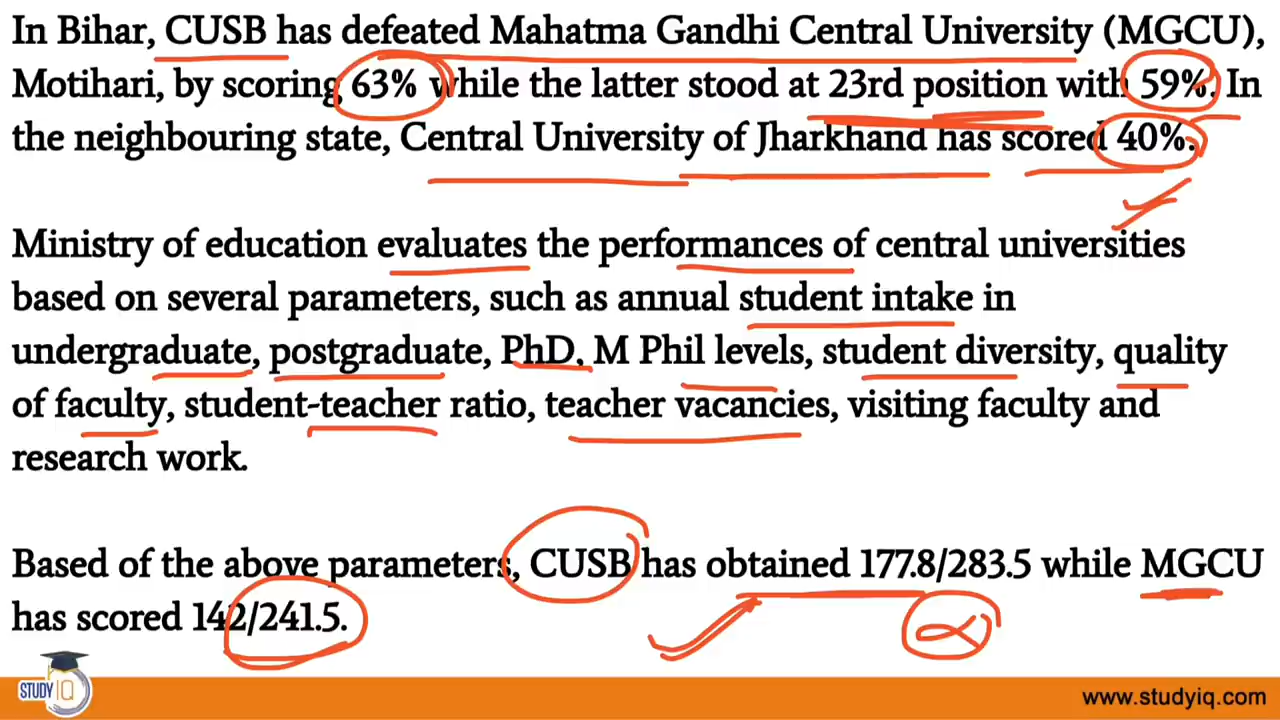 In Bihar, CUSB has defeated Mahatma Gandhi Central University (MGCU),
Motihari, by scoring 63% while the latter stood at 23rd position with 59%. In
the neighbouring state, Central University of Jharkhand has scored 40%.
Ministry of education evaluates the performances of central universities
based on several parameters, such as annual student intake in
undergraduate, postgraduate, PhD, M Phil levels, student diversity, quality
of faculty, student-teacher ratio, teacher vacancies, visiting faculty and
research work.
Based of the above parameters, CUSB has obtained 177.8/283.5 while MGCU
has scored 142/241.5.
STUDY IQ
www.studyiq.com